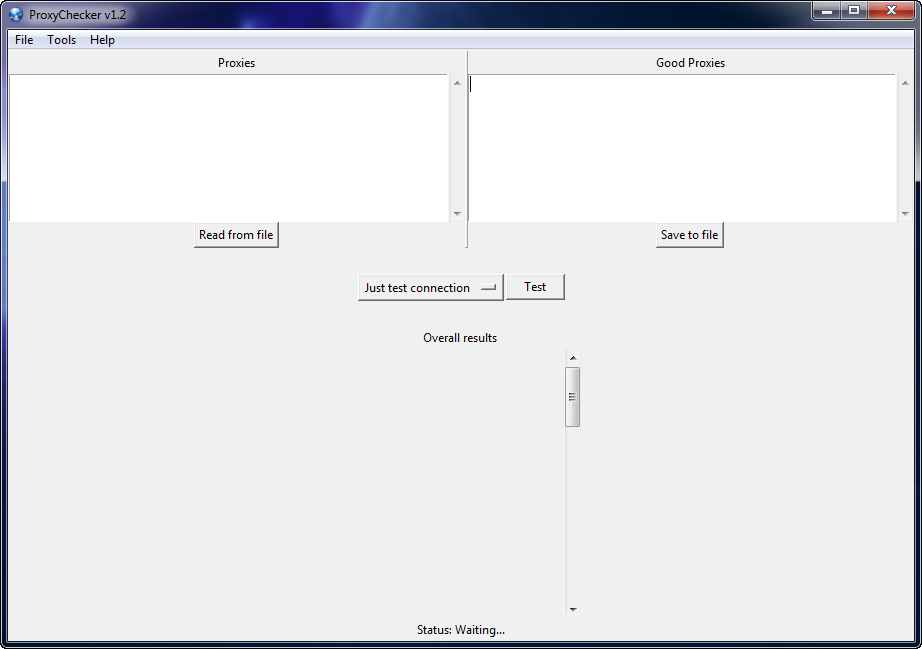 ProxyChecker v1.2
File Tools Help
Proxies
Good Proxies
Read from file
Save to file
Just test connection
Test
Overall results
Status: Waiting...